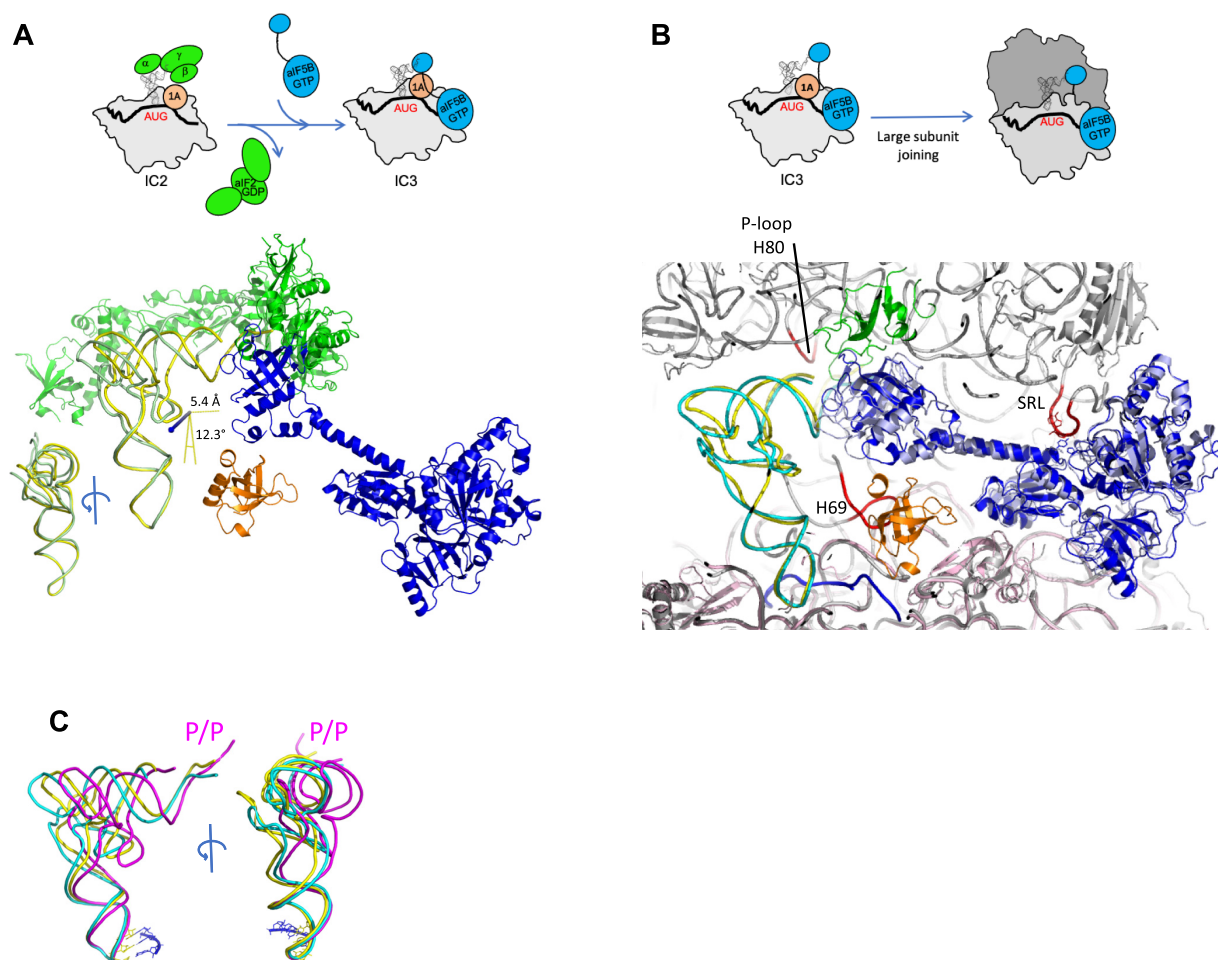 A
α
γ
β
1A
AUG
IC2
aIF5B
GTP
aIF2
GDP
1A
AUG
aIF5B
GTP
IC3
5.4 Å
12.3°
B
1A
AUG
aIF5B
GTP
IC3
Large subunit
joining
AUG
aIF5B
GTP
P-loop
H80
SRL
H69
C
P/P
P/P